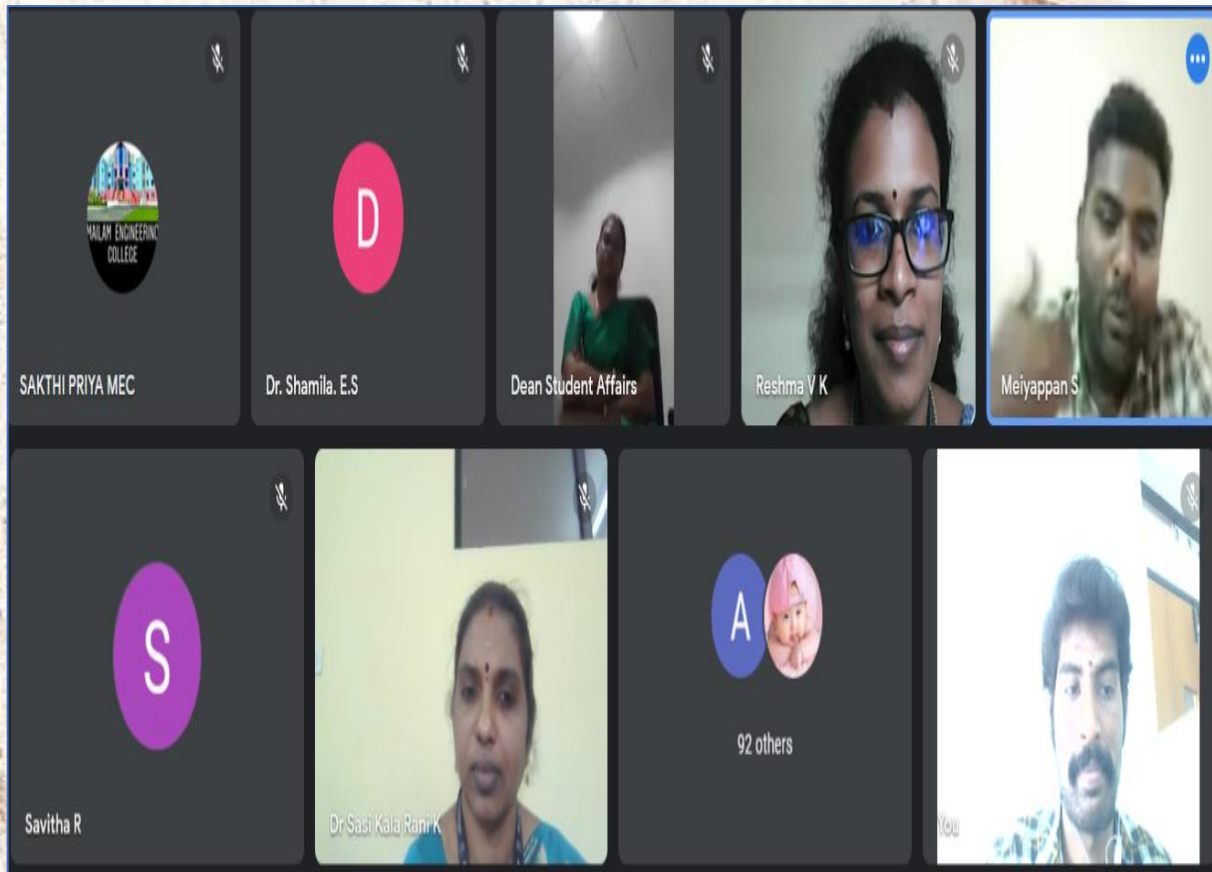 MAILAM ENGINEERING
COLLEGE
SAKTHI PRIYA MEC
D
Dr. Shamila. E.S
Dean Student Affairs
Reshma V K
Meiyappan S
S
Savitha R
Dr Sasi Kala Rani K
A
92 others
You